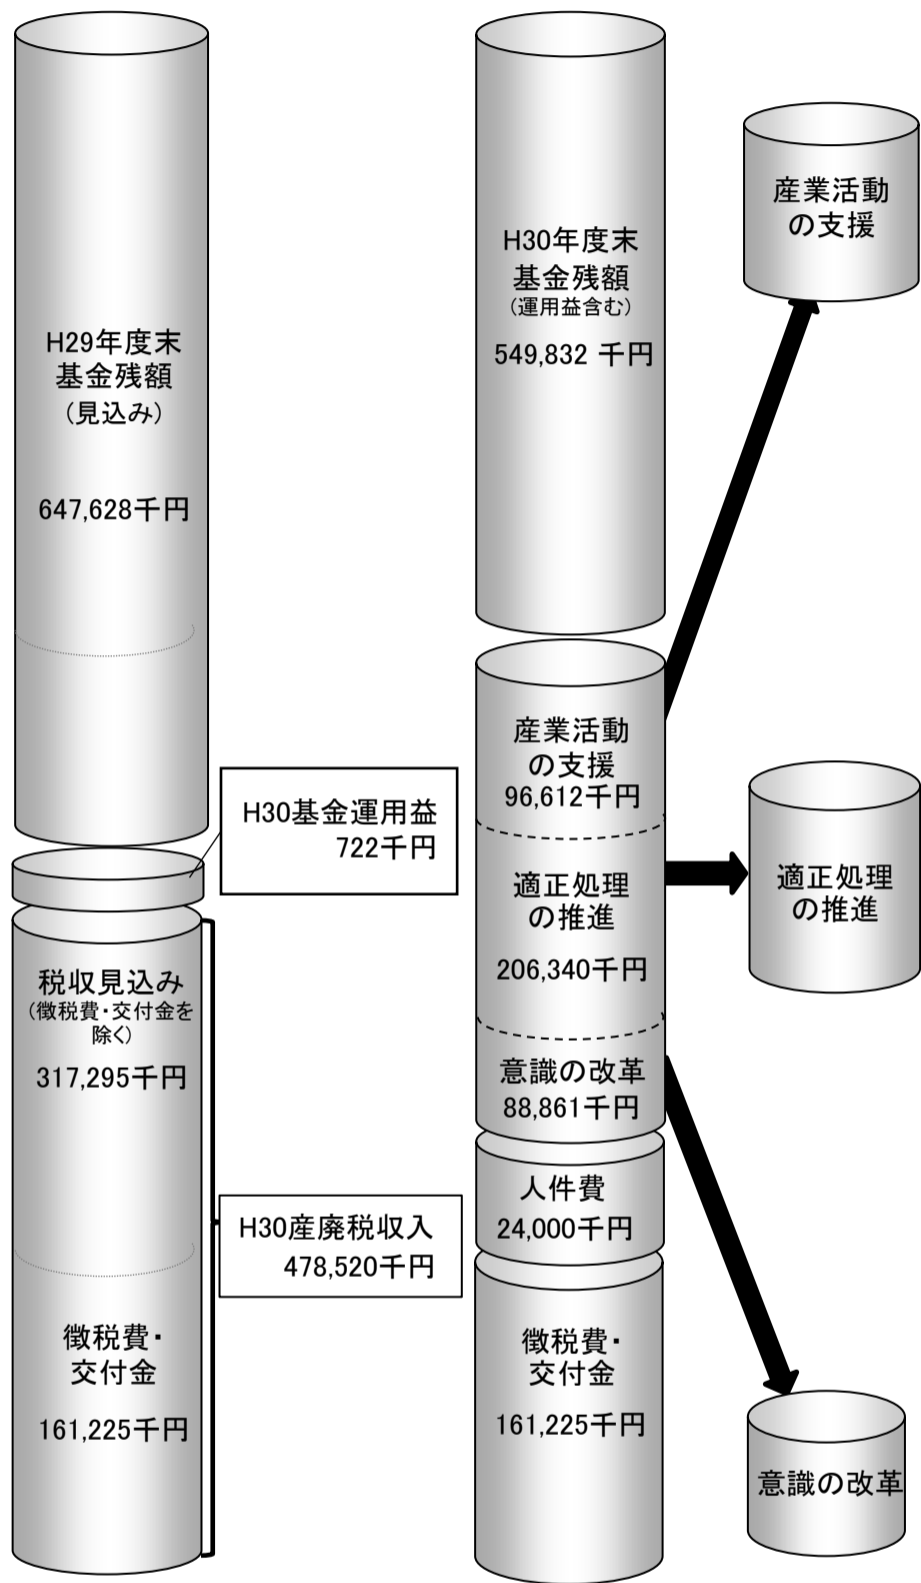 H29年度末
基金残額
(見込み)
647,628千円
H30基金運用益
722千円
税収見込み
(徴税費・交付金を
除く)
317,295千円
H30産廃税収入
478,520千円
徴税費・
交付金
161,225千円
H30年度末
基金残額
(運用益含む)
549,832 千円
産業活動
の支援
96,612千円
適正処理
の推進
206,340千円
意識の改革
88,861千円
人件費
24,000千円
徴税費・
交付金
161,225千円
産業活動
の支援
適正処理
の推進
意識の改革